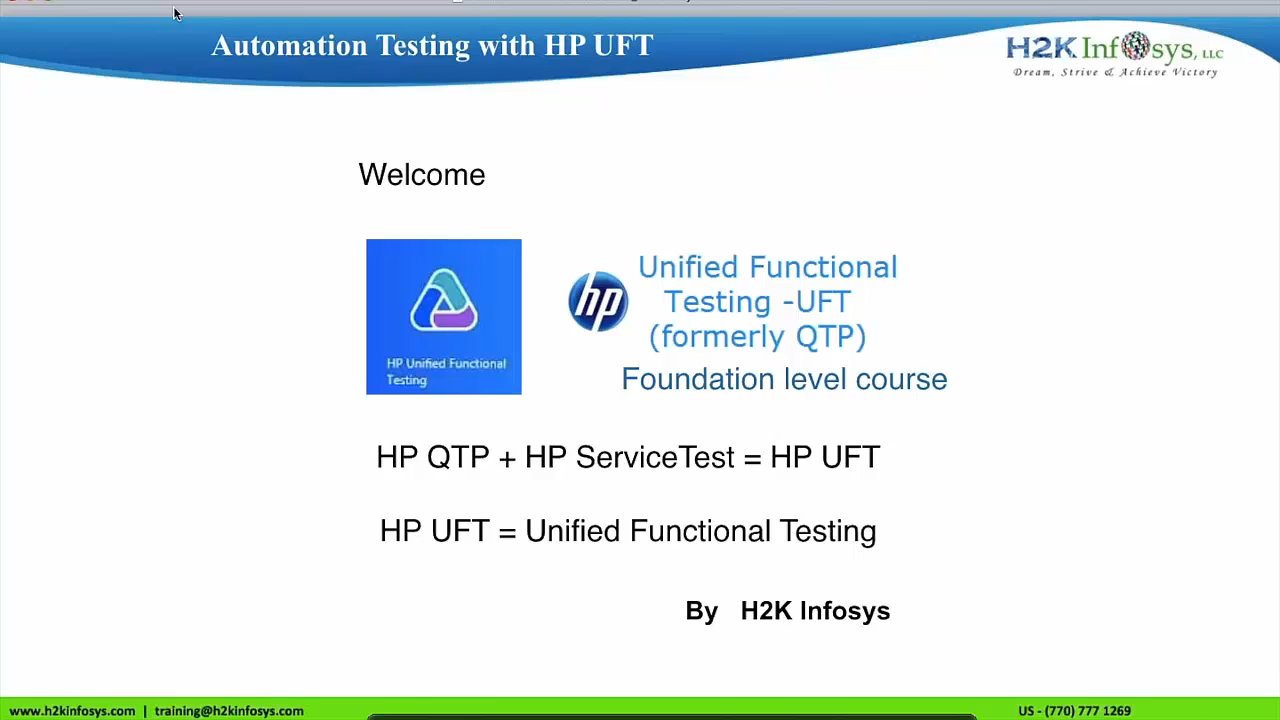 Automation Testing with HP UFT
H2K Infosys, LLC
Dream, Strive & Achieve Victory
Welcome
HP Unified Functional
Testing
hp
Unified Functional
Testing -UFT
(formerly QTP)
Foundation level course
HP QTP + HP ServiceTest = HP UFT
HP UFT = Unified Functional Testing
By H2K Infosys
www.h2kinfosys.com | training@h2kinfosys.com
US - (770) 777 1269